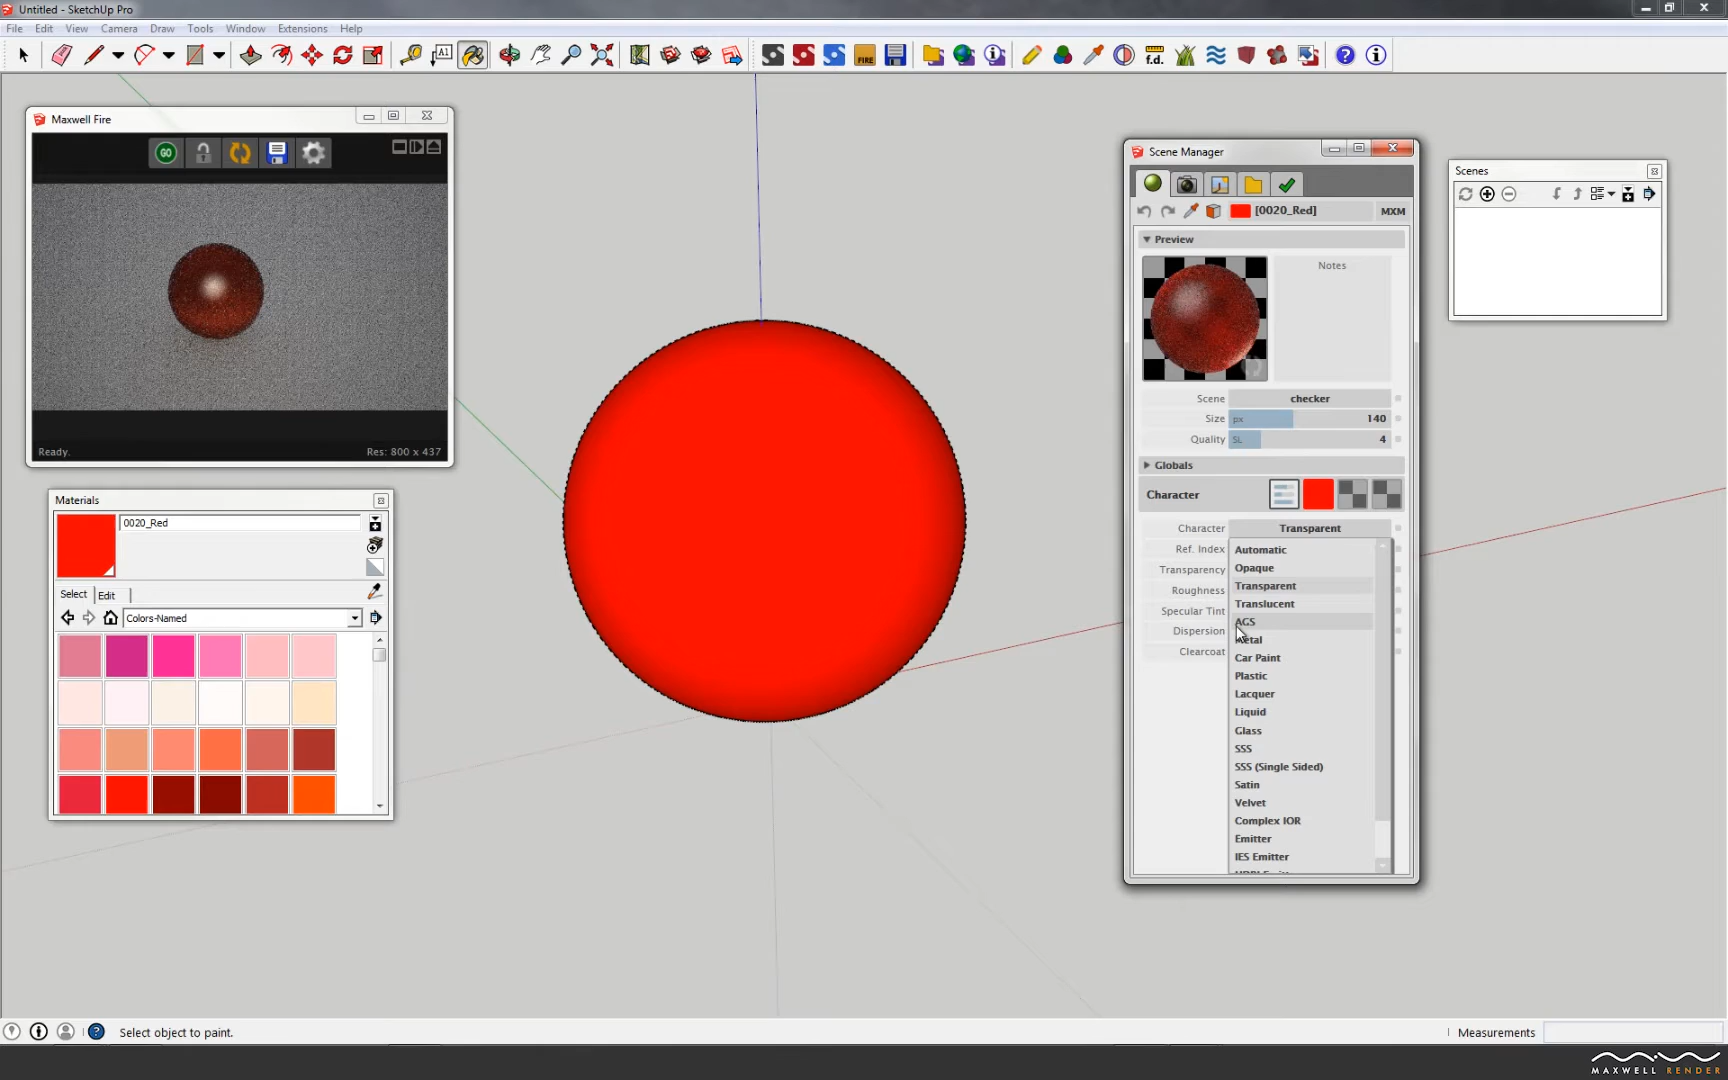 Untitled - SketchUp Pro
File Edit View Camera Draw Tools Window Extensions Help
A1
FIRE
f.d.
Maxwell Fire
GO
Ready.
Res: 800 x 437
Materials
0020_Red
Select Edit
Colors-Named
Scene Manager
[0020_Red] MXM
Preview
Notes
Scene checker
Size px 140
Quality SL 4
Globals
Character
Character Transparent
Ref. Index
Transparency
Roughness
Specular Tint
Dispersion
Clearcoat
Automatic
Opaque
Transparent
Translucent
AGS
Metal
Car Paint
Plastic
Lacquer
Liquid
Glass
SSS
SSS (Single Sided)
Satin
Velvet
Complex IOR
Emitter
IES Emitter
Scenes
Select object to paint.
Measurements
MAXWELL RENDER